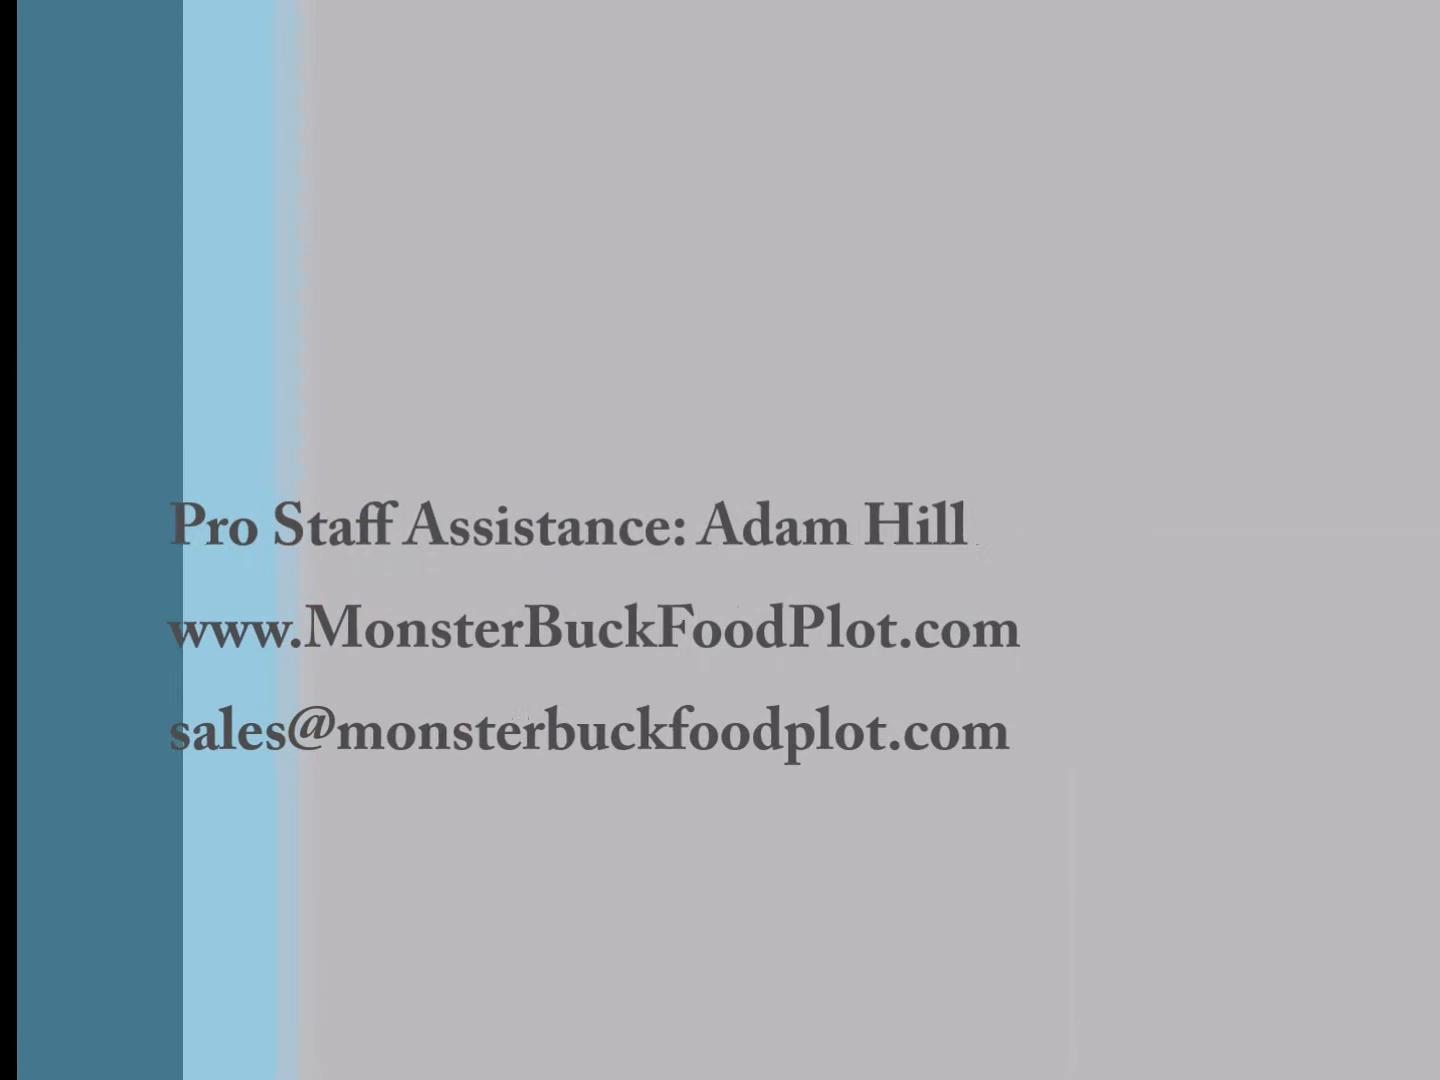 Pro Staff Assistance: Adam Hill
www.MonsterBuckFoodPlot.com
sales@monsterbuckfoodplot.com